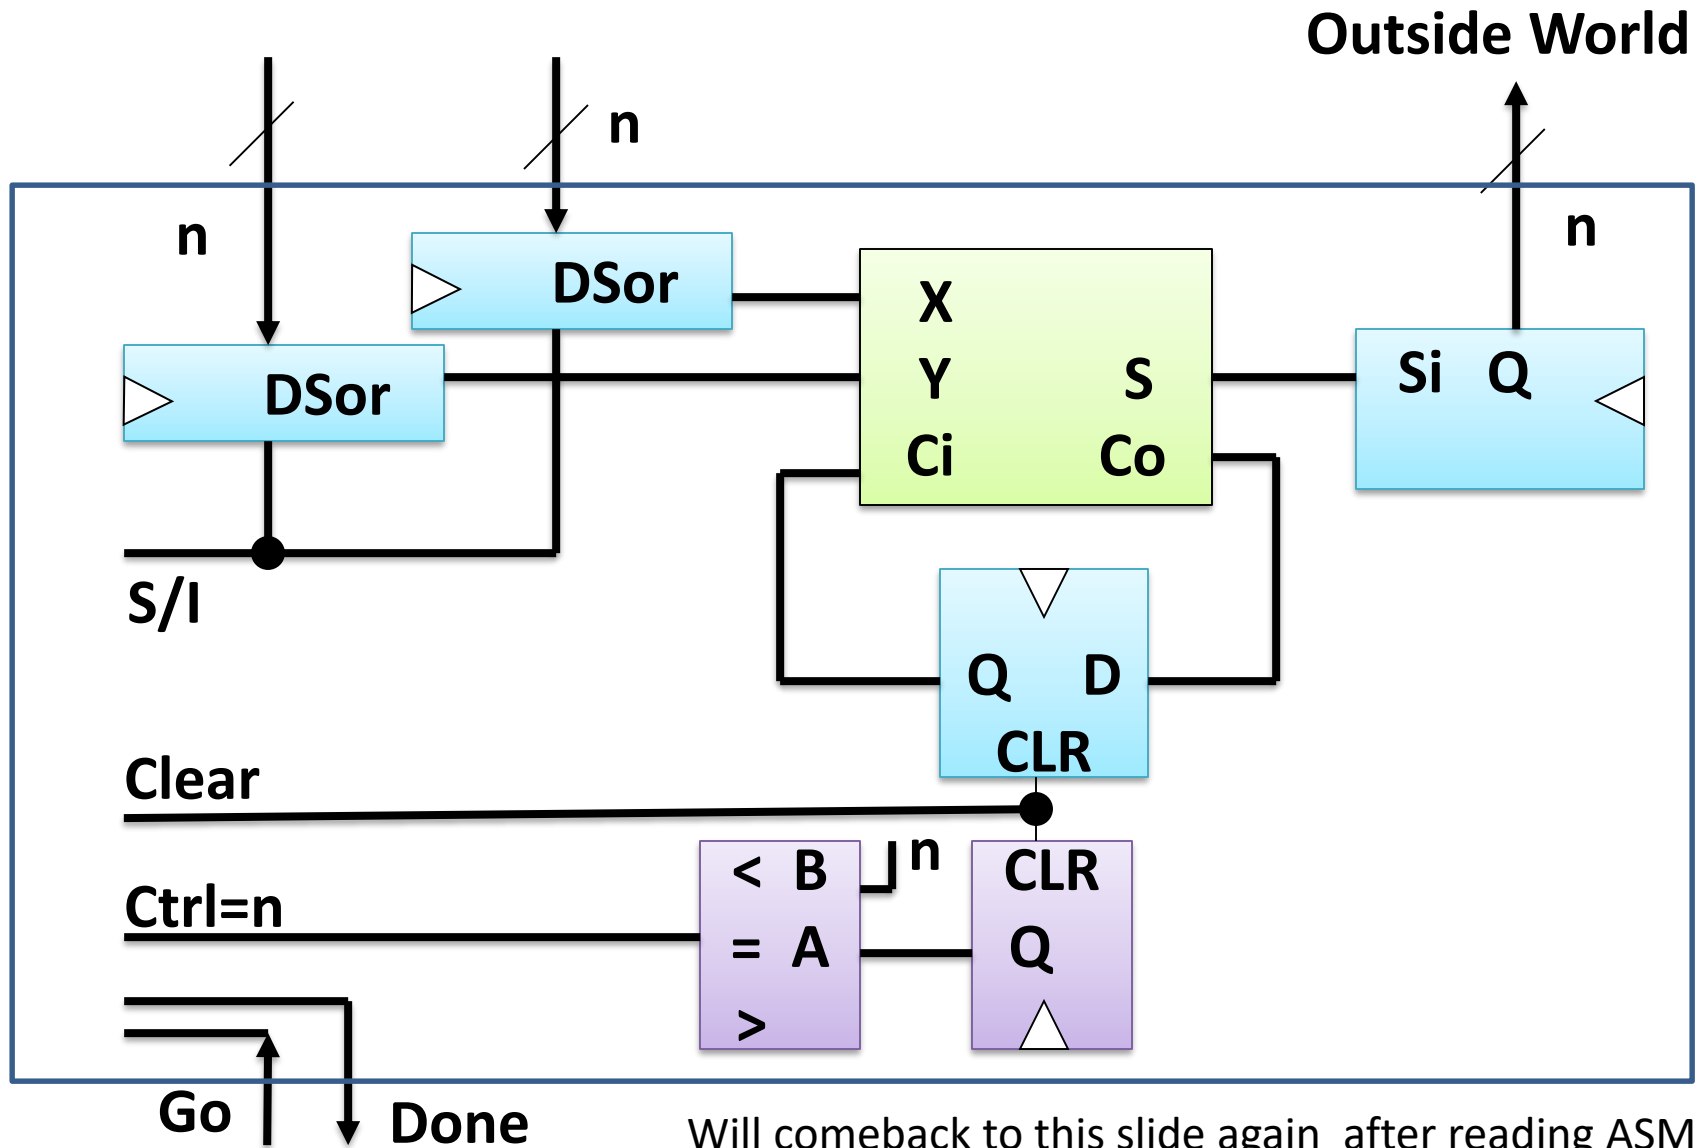 Outside World
n
n
n
DSor
DSor
X
Y
S
Ci
Co
Si Q
S/I
Q D
CLR
Clear
n
< B
CLR
Ctrl=n
= A
Q
>
Go
Done
Will comeback to this slide again after reading ASM